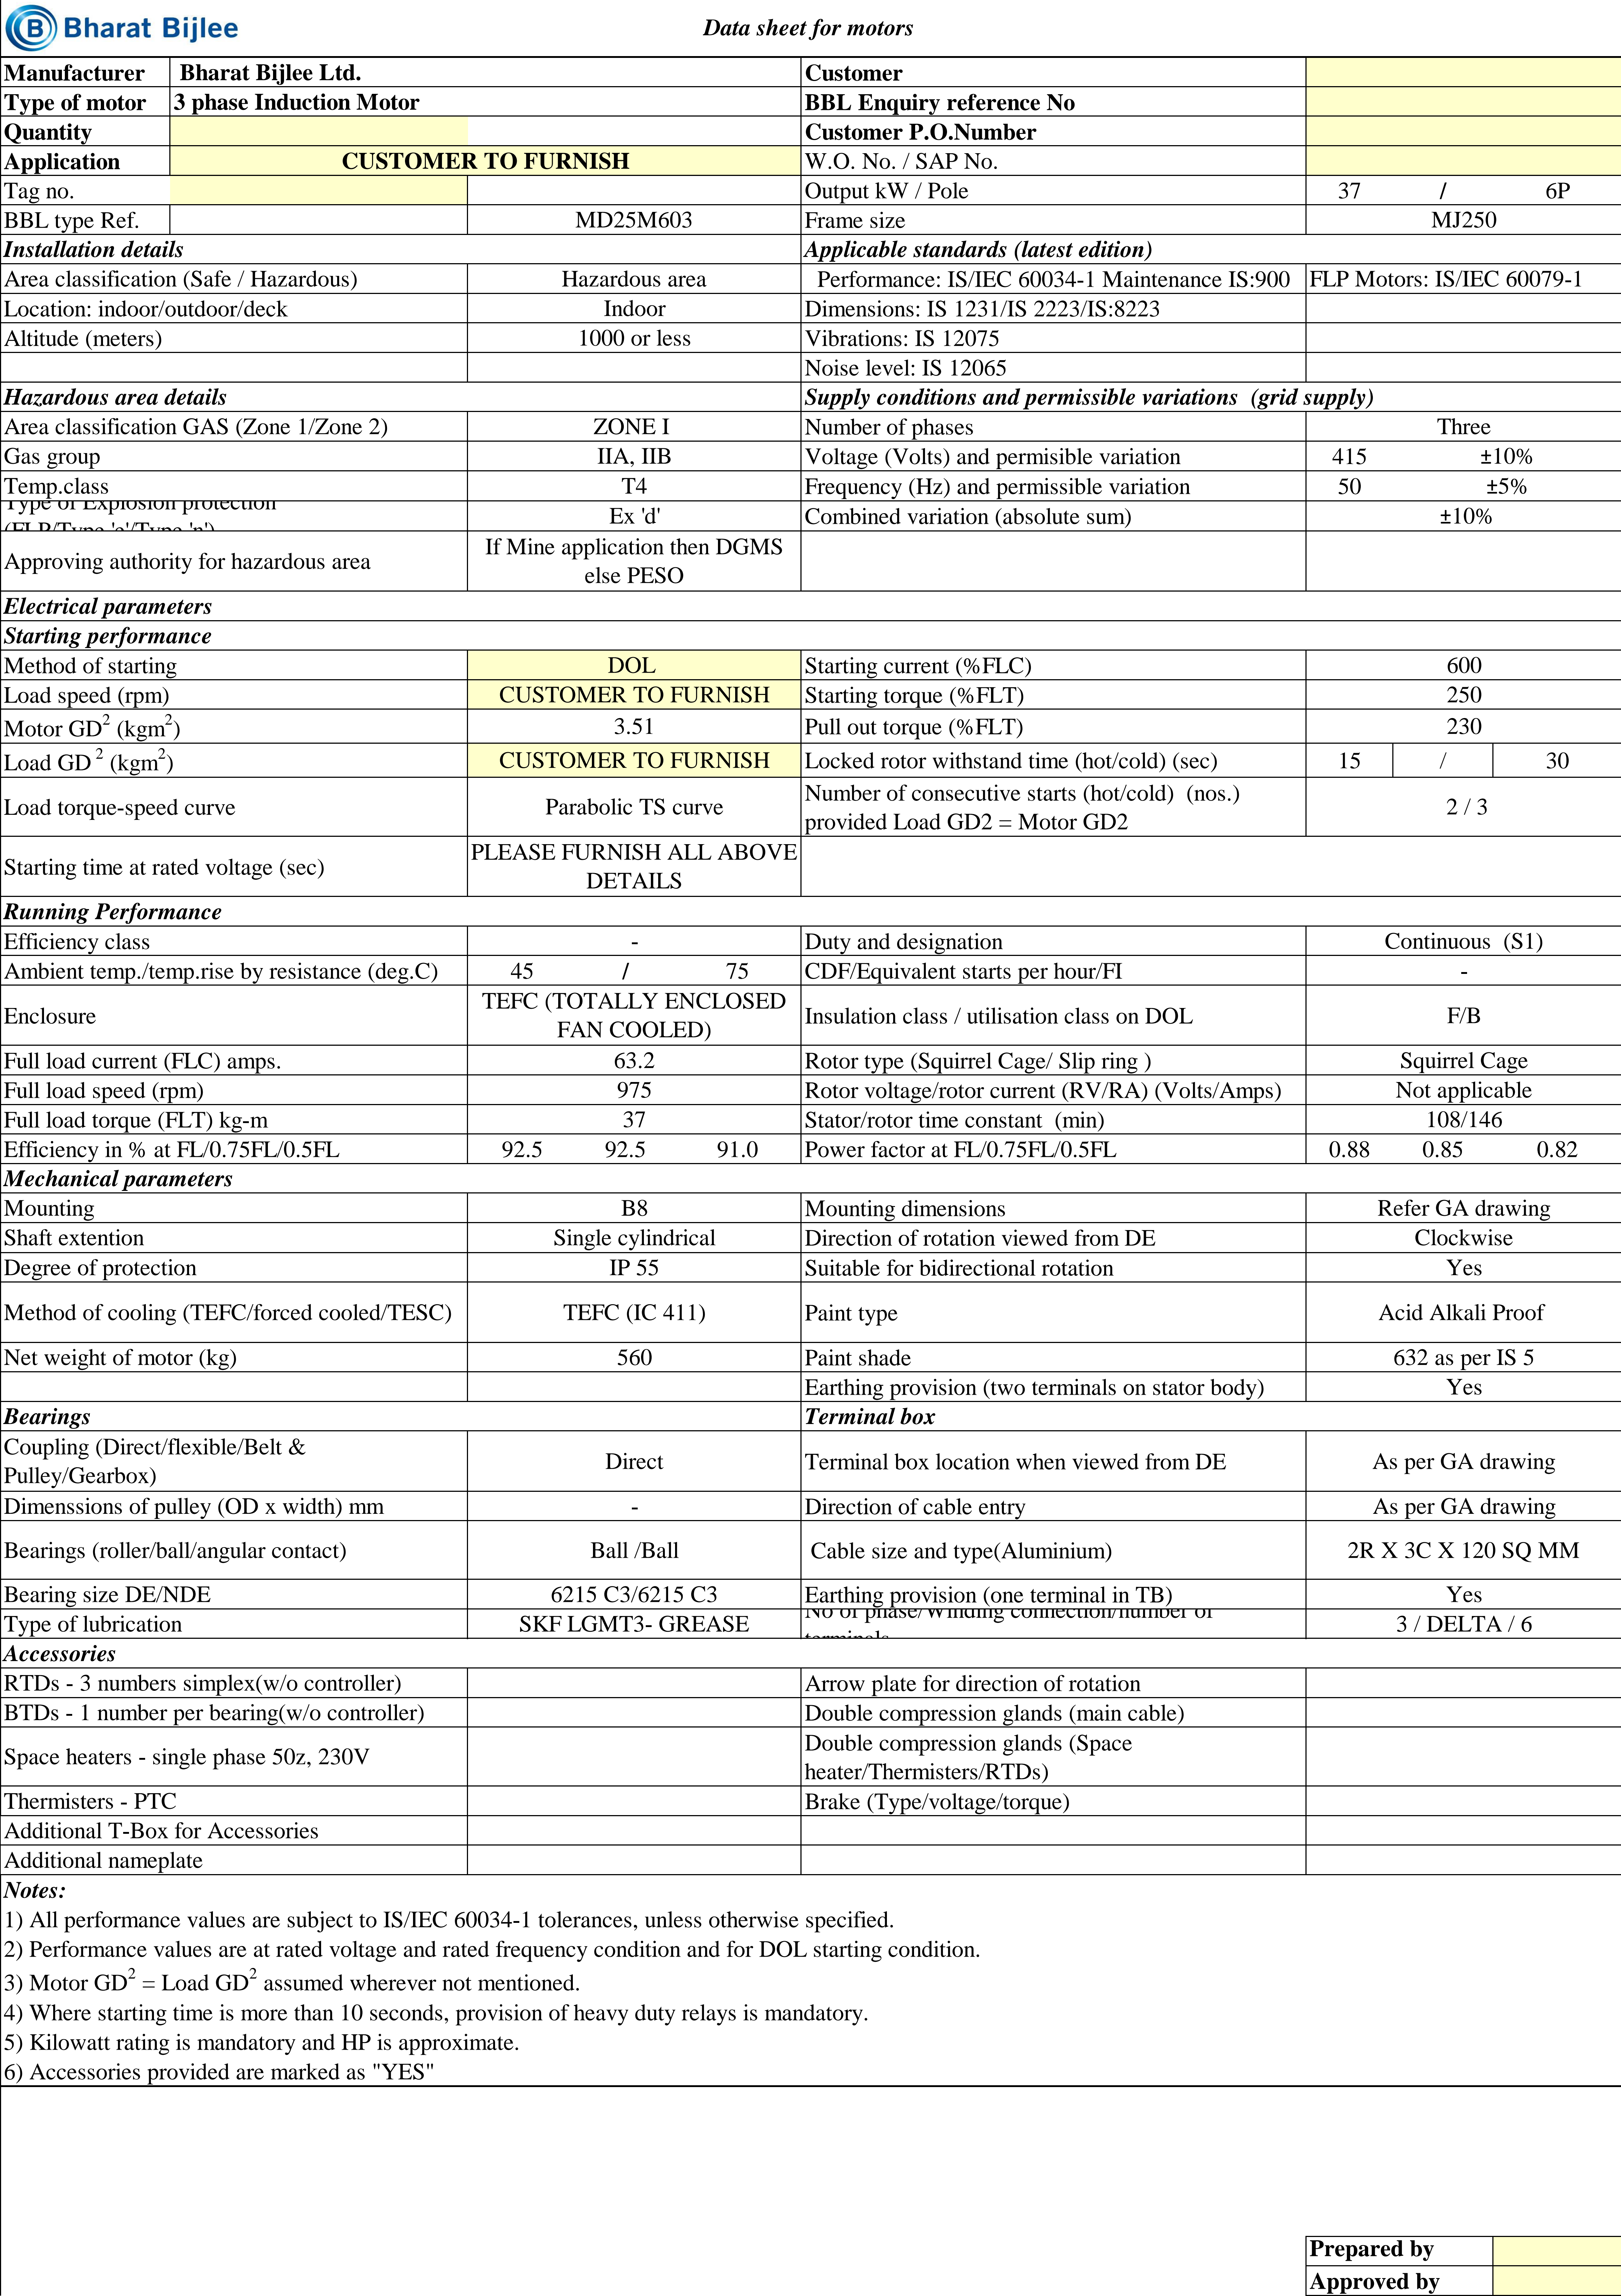 Bharat Bijlee
Data sheet for motors
Manufacturer Bharat Bijlee Ltd. Customer
Type of motor 3 phase Induction Motor BBL Enquiry reference No
Quantity Customer P.O.Number
Application CUSTOMER TO FURNISH W.O. No. / SAP No.
Tag no. Output kW / Pole 37 / 6P
BBL type Ref. MD25M603 Frame size MJ250
Installation details Applicable standards (latest edition)
Area classification (Safe / Hazardous) Hazardous area Performance: IS/IEC 60034-1 Maintenance IS:900 FLP Motors: IS/IEC 60079-1
Location: indoor/outdoor/deck Indoor Dimensions: IS 1231/IS 2223/IS:8223
Altitude (meters) 1000 or less Vibrations: IS 12075
Noise level: IS 12065
Hazardous area details Supply conditions and permissible variations (grid supply)
Area classification GAS (Zone 1/Zone 2) ZONE I Number of phases Three
Gas group IIA, IIB Voltage (Volts) and permisible variation 415 ±10%
Temp.class T4 Frequency (Hz) and permissible variation 50 ±5%
Type of Explosion protection
(FLP/Type 'e'/Type 'n') Ex 'd' Combined variation (absolute sum) ±10%
Approving authority for hazardous area If Mine application then DGMS
else PESO
Electrical parameters
Starting performance
Method of starting DOL Starting current (%FLC) 600
Load speed (rpm) CUSTOMER TO FURNISH Starting torque (%FLT) 250
Motor GD2 (kgm2) 3.51 Pull out torque (%FLT) 230
Load GD 2 (kgm2) CUSTOMER TO FURNISH Locked rotor withstand time (hot/cold) (sec) 15 / 30
Load torque-speed curve Parabolic TS curve Number of consecutive starts (hot/cold) (nos.)
provided Load GD2 = Motor GD2 2 / 3
Starting time at rated voltage (sec) PLEASE FURNISH ALL ABOVE
DETAILS
Running Performance
Efficiency class - Duty and designation Continuous (S1)
Ambient temp./temp.rise by resistance (deg.C) 45 / 75 CDF/Equivalent starts per hour/FI -
Enclosure TEFC (TOTALLY ENCLOSED
FAN COOLED) Insulation class / utilisation class on DOL F/B
Full load current (FLC) amps. 63.2 Rotor type (Squirrel Cage/ Slip ring ) Squirrel Cage
Full load speed (rpm) 975 Rotor voltage/rotor current (RV/RA) (Volts/Amps) Not applicable
Full load torque (FLT) kg-m 37 Stator/rotor time constant (min) 108/146
Efficiency in % at FL/0.75FL/0.5FL 92.5 92.5 91.0 Power factor at FL/0.75FL/0.5FL 0.88 0.85 0.82
Mechanical parameters
Mounting B8 Mounting dimensions Refer GA drawing
Shaft extention Single cylindrical Direction of rotation viewed from DE Clockwise
Degree of protection IP 55 Suitable for bidirectional rotation Yes
Method of cooling (TEFC/forced cooled/TESC) TEFC (IC 411) Paint type Acid Alkali Proof
Net weight of motor (kg) 560 Paint shade 632 as per IS 5
Earthing provision (two terminals on stator body) Yes
Bearings Terminal box
Coupling (Direct/flexible/Belt &
Pulley/Gearbox) Direct Terminal box location when viewed from DE As per GA drawing
Dimenssions of pulley (OD x width) mm - Direction of cable entry As per GA drawing
Bearings (roller/ball/angular contact) Ball /Ball Cable size and type(Aluminium) 2R X 3C X 120 SQ MM
Bearing size DE/NDE 6215 C3/6215 C3 Earthing provision (one terminal in TB) Yes
Type of lubrication SKF LGMT3- GREASE No of phase/Winding connection/number of
terminals 3 / DELTA / 6
Accessories
RTDs - 3 numbers simplex(w/o controller) Arrow plate for direction of rotation
BTDs - 1 number per bearing(w/o controller) Double compression glands (main cable)
Space heaters - single phase 50z, 230V Double compression glands (Space
heater/Thermisters/RTDs)
Thermisters - PTC Brake (Type/voltage/torque)
Additional T-Box for Accessories
Additional nameplate
Notes:
1) All performance values are subject to IS/IEC 60034-1 tolerances, unless otherwise specified.
2) Performance values are at rated voltage and rated frequency condition and for DOL starting condition.
3) Motor GD2 = Load GD2 assumed wherever not mentioned.
4) Where starting time is more than 10 seconds, provision of heavy duty relays is mandatory.
5) Kilowatt rating is mandatory and HP is approximate.
6) Accessories provided are marked as "YES"
Prepared by
Approved by